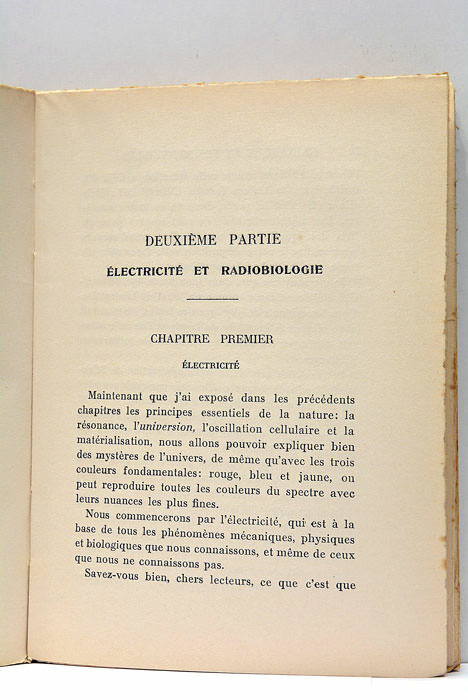 DEUXIÈME PARTIE
ÉLECTRICITÉ ET RADIOBIOLOGIE
CHAPITRE PREMIER
ÉLECTRICITÉ
Maintenant que j'ai exposé dans les précédents
chapitres les principes essentiels de la nature: la
résonance, l'universion, l'oscillation cellulaire et la
matérialisation, nous allons pouvoir expliquer bien
des mystères de l'univers, de même qu'avec les trois
couleurs fondamentales: rouge, bleu et jaune, on
peut reproduire toutes les couleurs du spectre avec
leurs nuances les plus fines.
Nous commencerons par l'électricité, qui est à la
base de tous les phénomènes mécaniques, physiques
et biologiques que nous connaissons, et même de ceux
que nous ne connaissons pas.
Savez-vous bien, chers lecteurs, ce que c'est que